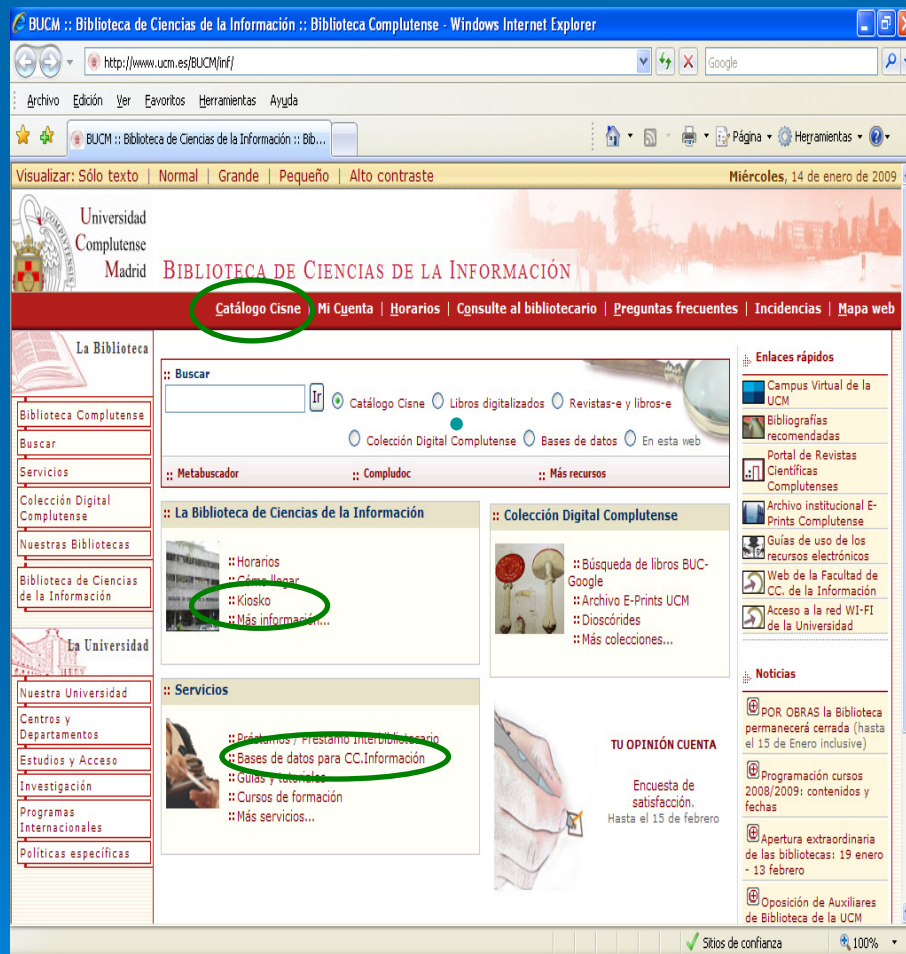 BUCM :: Biblioteca de Ciencias de la Información :: Biblioteca Complutense - Windows Internet Explorer
http://www.ucm.es/BUCM/inf/
Google
Archivo Edición Ver Favoritos Herramientas Ayuda
BUCM :: Biblioteca de Ciencias de la Información :: Bib...
Página
Herramientas
Visualizar: Sólo texto | Normal | Grande | Pequeño | Alto contraste
Miércoles, 14 de enero de 2009
Universidad
Complutense
Madrid
BIBLIOTECA DE CIENCIAS DE LA INFORMACIÓN
Catálogo Cisne | Mi Cuenta | Horarios | Consulte al bibliotecario | Preguntas frecuentes | Incidencias | Mapa web
La Biblioteca
Biblioteca Complutense
Buscar
Servicios
Colección Digital
Complutense
Nuestras Bibliotecas
Biblioteca de Ciencias
de la Información
La Universidad
Nuestra Universidad
Centros y
Departamentos
Estudios y Acceso
Investigación
Programas
Internacionales
Políticas específicas
:: Buscar
Ir
Catálogo Cisne
Libros digitalizados
Revistas-e y libros-e
Colección Digital Complutense
Bases de datos
En esta web
:: Metabuscador
:: Compludoc
:: Más recursos
:: La Biblioteca de Ciencias de la Información
:: Horarios
:: Cómo llegar
:: Kiosko
:: Más información...
:: Colección Digital Complutense
:: Búsqueda de libros BUC-
Google
:: Archivo E-Prints UCM
:: Dioscórides
:: Más colecciones...
:: Servicios
:: Préstamos / Préstamo Interbibliotecario
:: Bases de datos para CC.Información
:: Guías y tutoriales
:: Cursos de formación
:: Más servicios...
TU OPINIÓN CUENTA
Encuesta de
satisfacción.
Hasta el 15 de febrero
Enlaces rápidos
Campus Virtual de la
UCM
Bibliografías
recomendadas
Portal de Revistas
Científicas
Complutenses
Archivo institucional E-
Prints Complutense
Guías de uso de los
recursos electrónicos
Web de la Facultad de
CC. de la Información
Acceso a la red WI-FI
de la Universidad
Noticias
POR OBRAS la Biblioteca
permanecerá cerrada (hasta
el 15 de Enero inclusive)
Programación cursos
2008/2009: contenidos y
fechas
Apertura extraordinaria
de las bibliotecas: 19 enero
- 13 febrero
Oposición de Auxiliares
de Biblioteca de la UCM
Sitios de confianza
100%